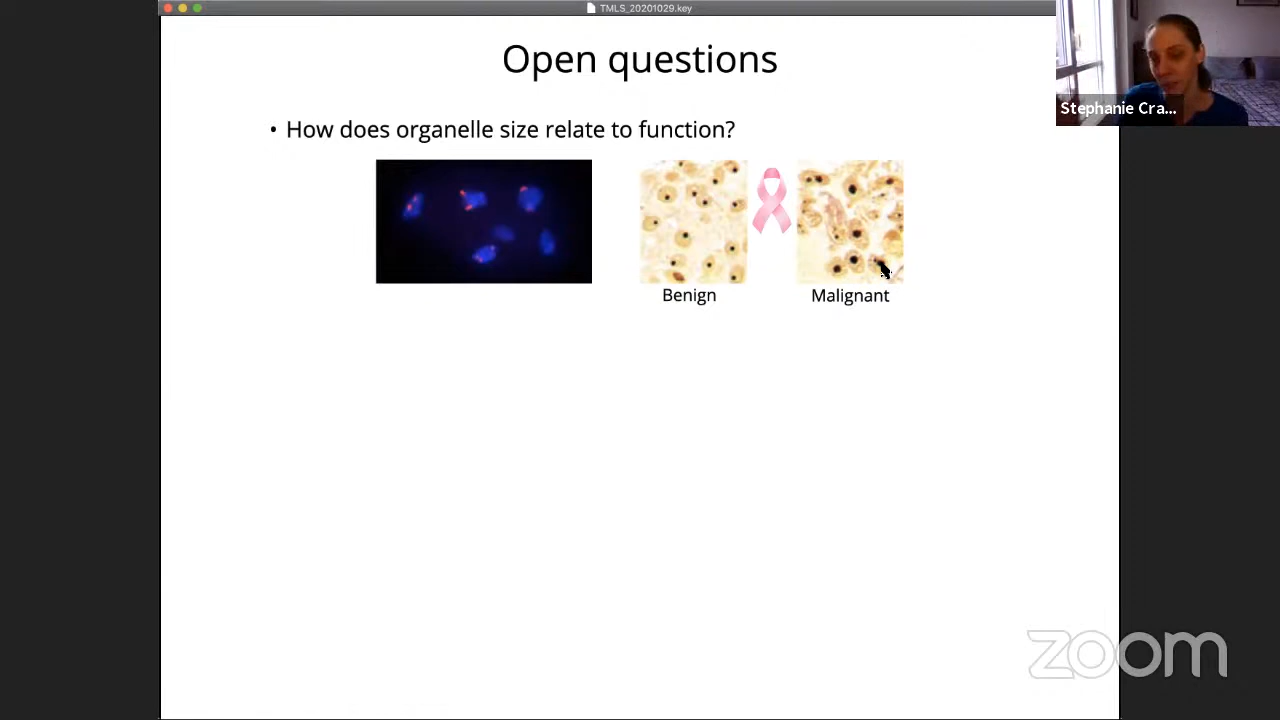 TMLS_20201029.key
Open questions
Stephanie Cra...
• How does organelle size relate to function?
Benign
Malignant
zoom